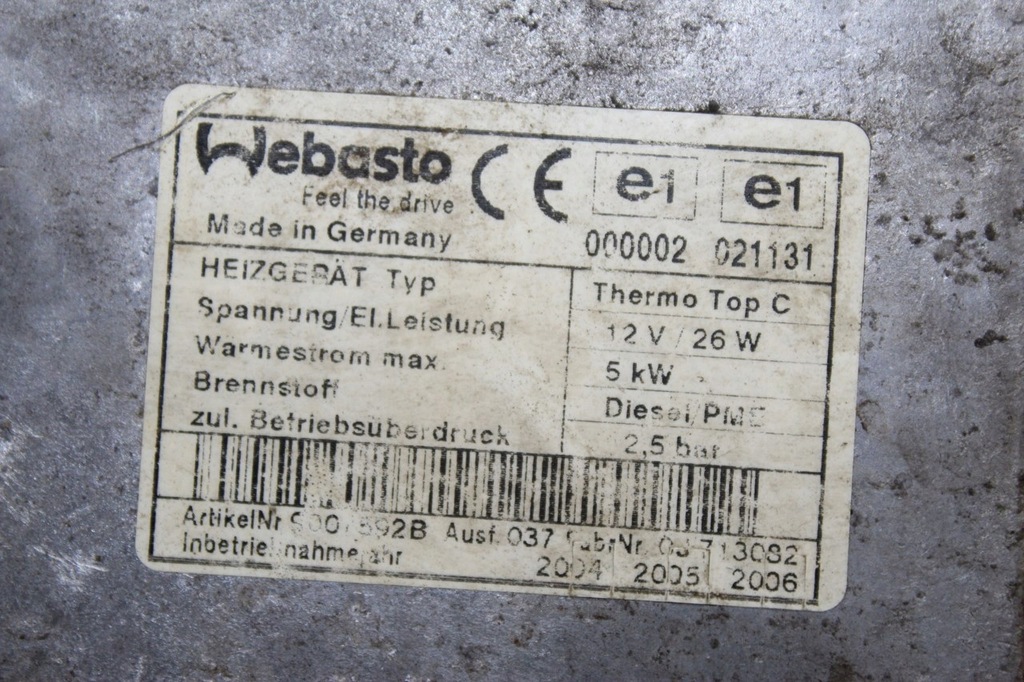 Webasto
Feel the drive
Made in Germany
CE e1 e1
000002 021131
HEIZGERÄT Typ Thermo Top C
Spannung/El.Leistung 12 V / 26 W
Wärmestrom max. 5 kW
Brennstoff Diesel/PME
zul. Betriebsüberdruck 2,5 bar
ArtikelNr Ausf. 037
Inbetriebnahmejahr 2004 2005 2006